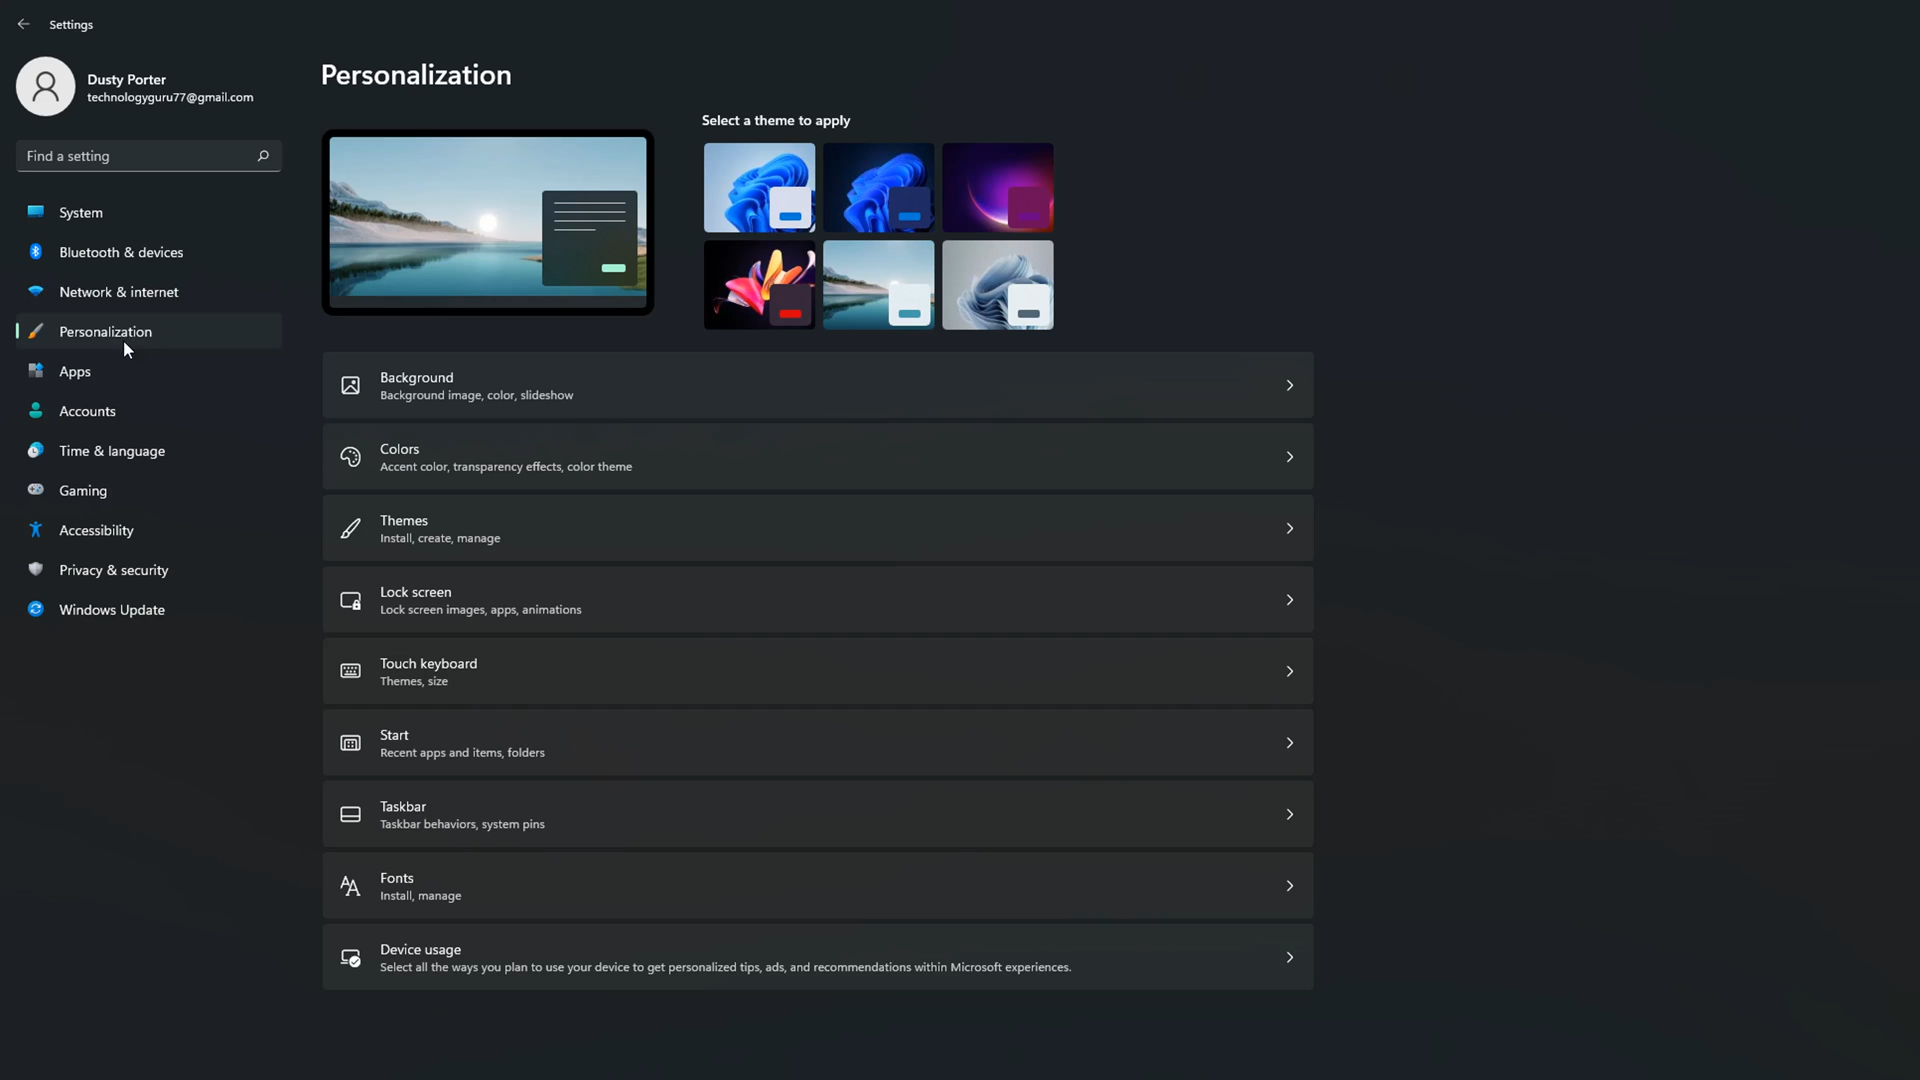 Settings
Dusty Porter
technologyguru77@gmail.com
Find a setting
System
Bluetooth & devices
Network & internet
Personalization
Apps
Accounts
Time & language
Gaming
Accessibility
Privacy & security
Windows Update
Personalization
Select a theme to apply
Background
Background image, color, slideshow
Colors
Accent color, transparency effects, color theme
Themes
Install, create, manage
Lock screen
Lock screen images, apps, animations
Touch keyboard
Themes, size
Start
Recent apps and items, folders
Taskbar
Taskbar behaviors, system pins
Fonts
Install, manage
Device usage
Select all the ways you plan to use your device to get personalized tips, ads, and recommendations within Microsoft experiences.